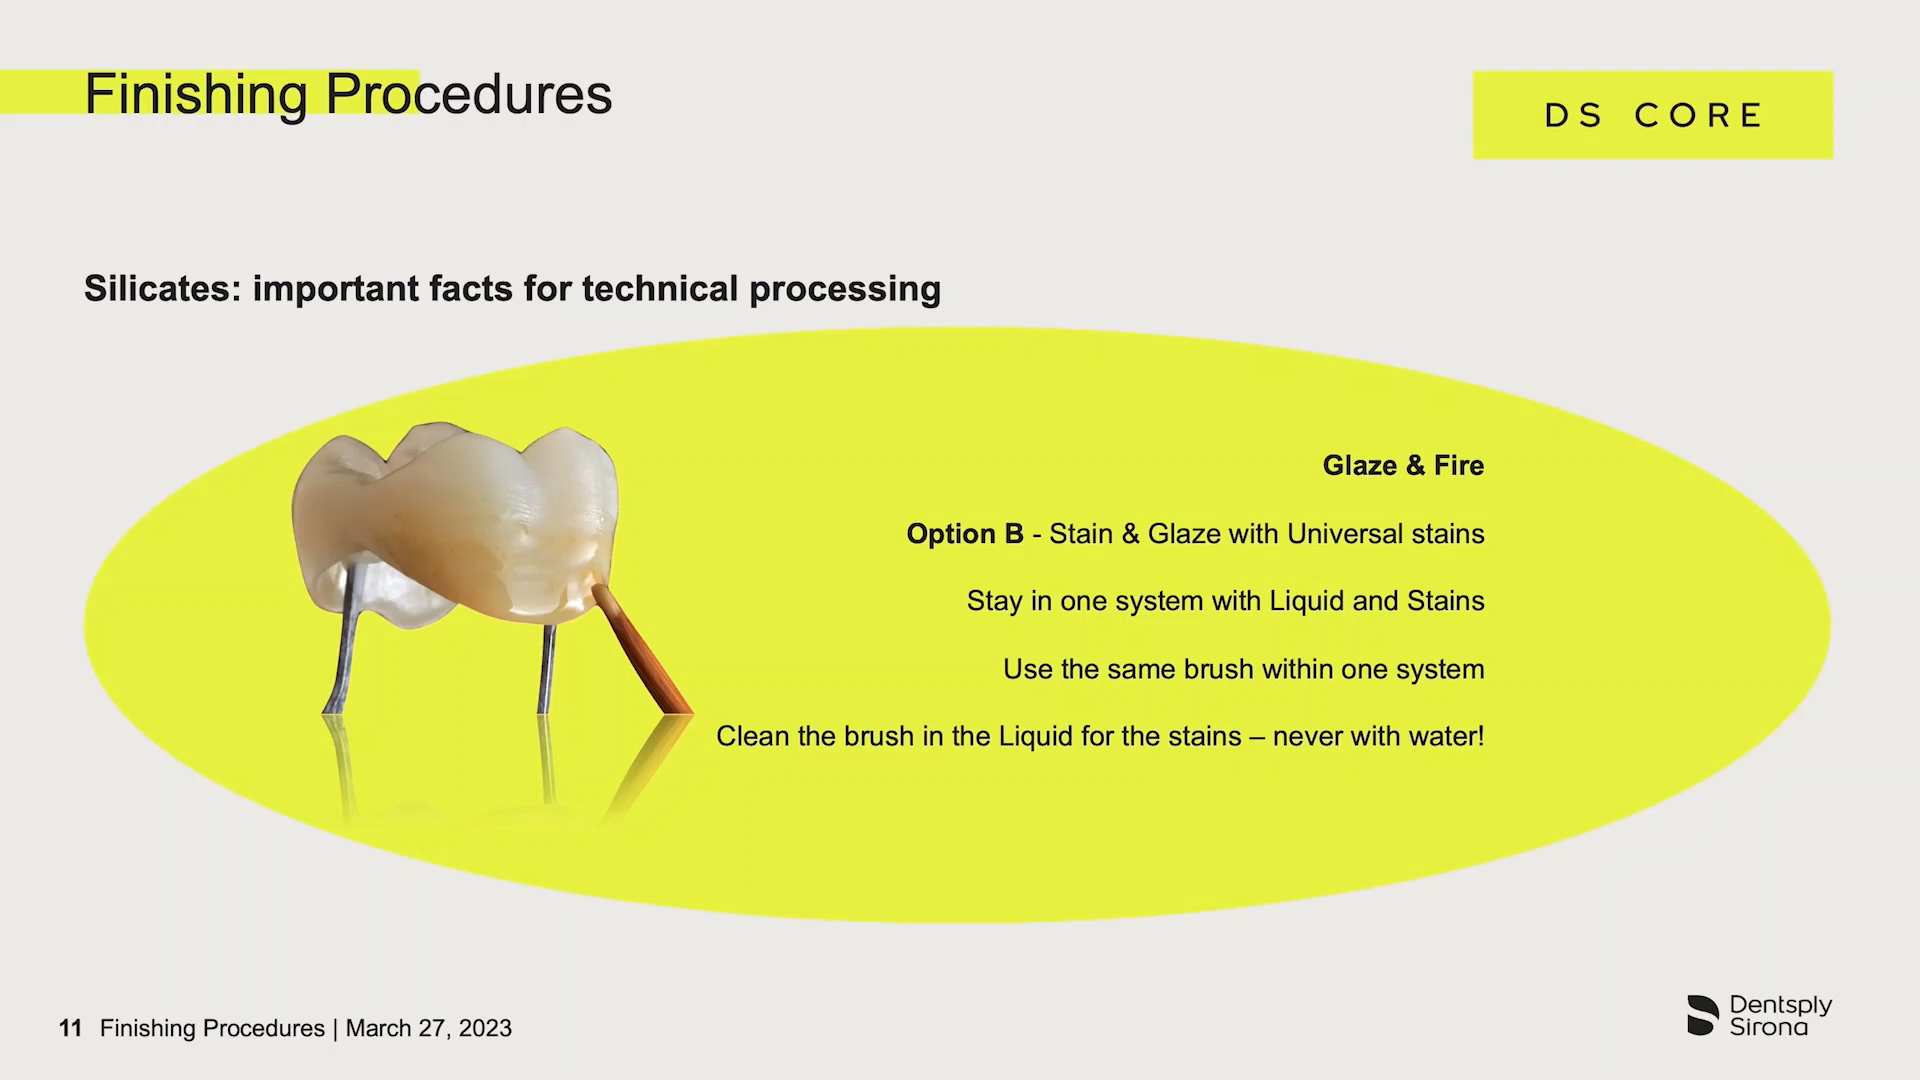 Finishing Procedures
DS CORE
Silicates: important facts for technical processing
Glaze & Fire
Option B - Stain & Glaze with Universal stains
Stay in one system with Liquid and Stains
Use the same brush within one system
Clean the brush in the Liquid for the stains – never with water!
11 Finishing Procedures | March 27, 2023
Dentsply
Sirona